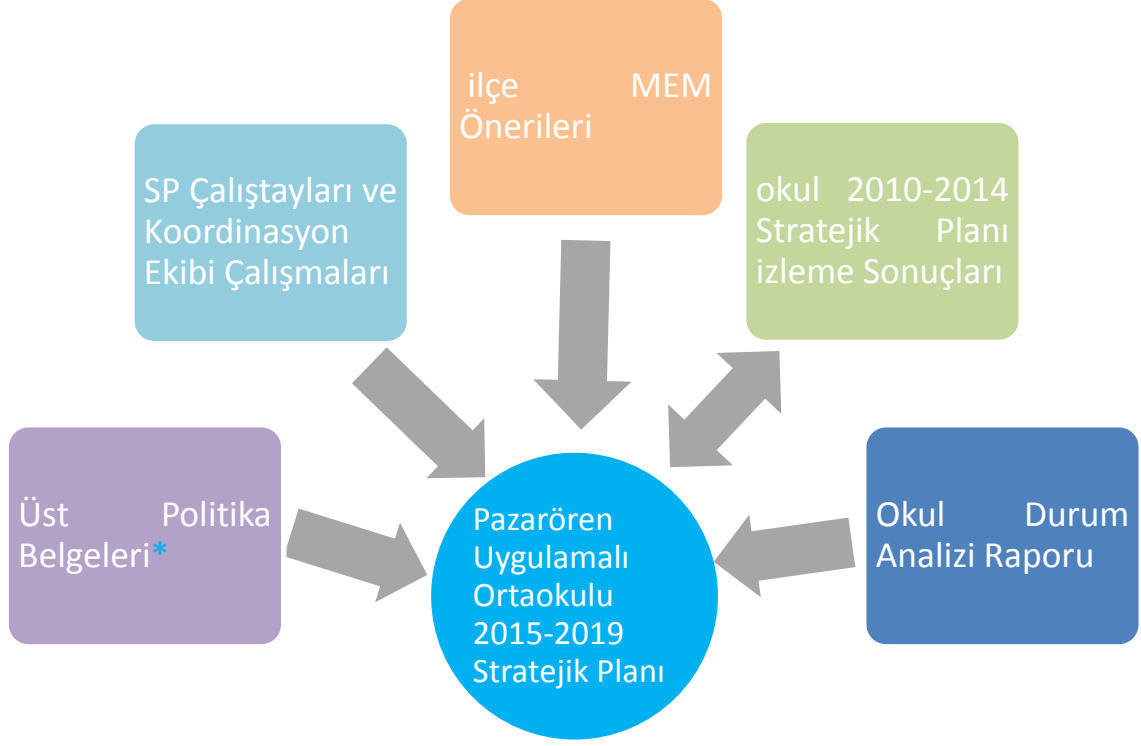 ilçe MEM
Önerileri
SP Çalıştayları ve
Koordinasyon
Ekibi Çalışmaları
okul 2010-2014
Stratejik Planı
izleme Sonuçları
Üst Politika
Belgeleri*
Pazarören
Uygulamalı
Ortaokulu
2015-2019
Stratejik Planı
Okul Durum
Analizi Raporu